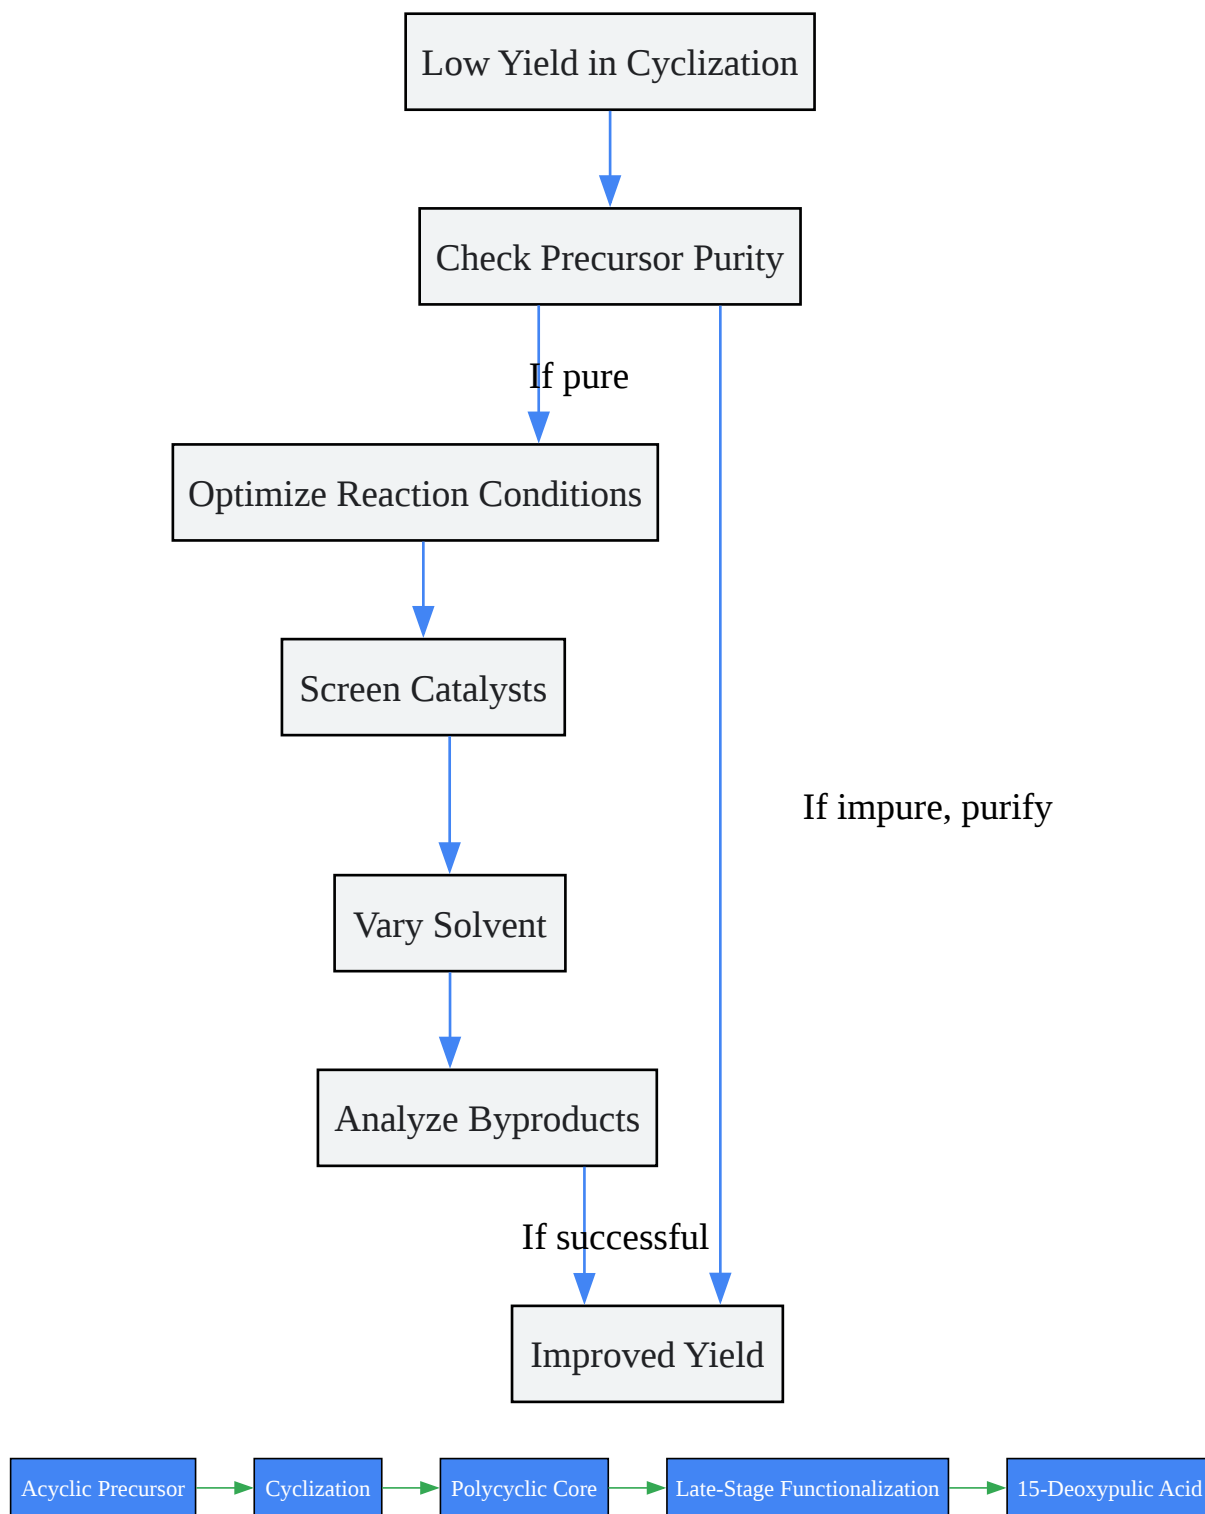 Low Yield in Cyclization
Check Precursor Purity
If pure
Optimize Reaction Conditions
Screen Catalysts
If impure, purify
Vary Solvent
Analyze Byproducts
If successful
Improved Yield
Acyclic Precursor
Cyclization
Polycyclic Core
Late-Stage Functionalization
15-Deoxypulic Acid